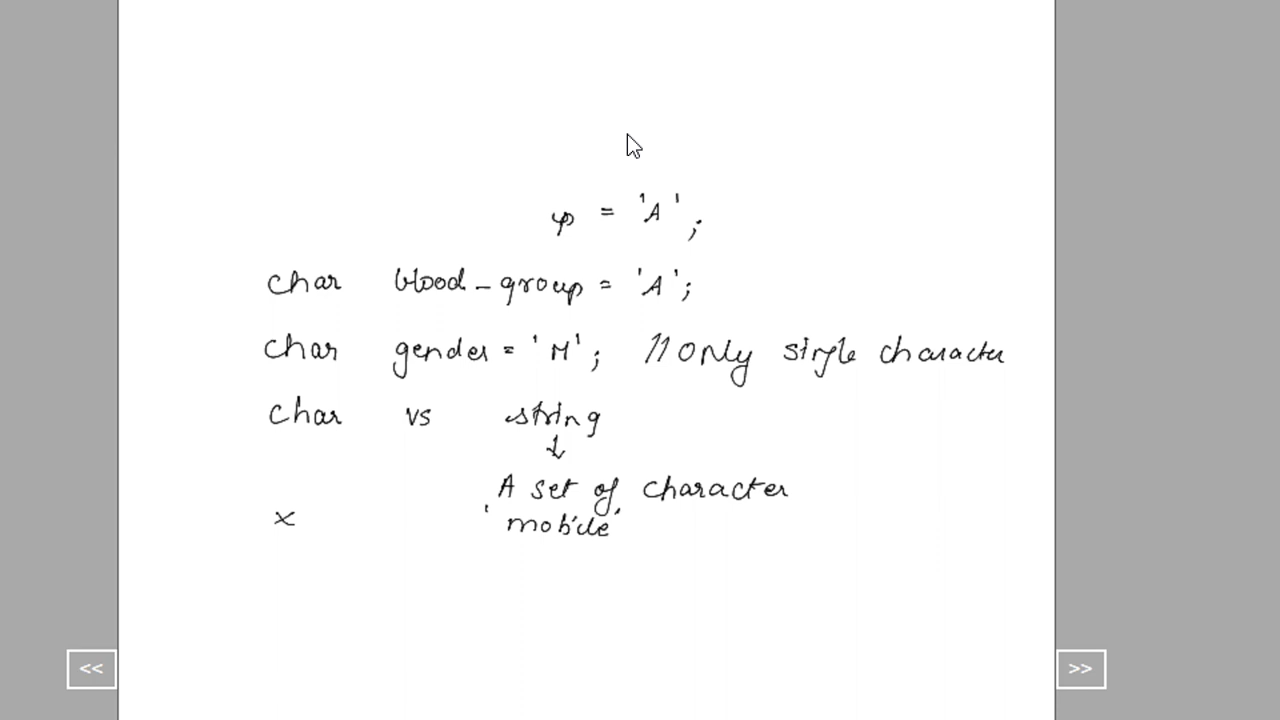 φ = 'A';
char blood_group = 'A';
char gender = 'M'; // Only single character
char vs string
↓
A set of character
x 'mobile'
<<
>>